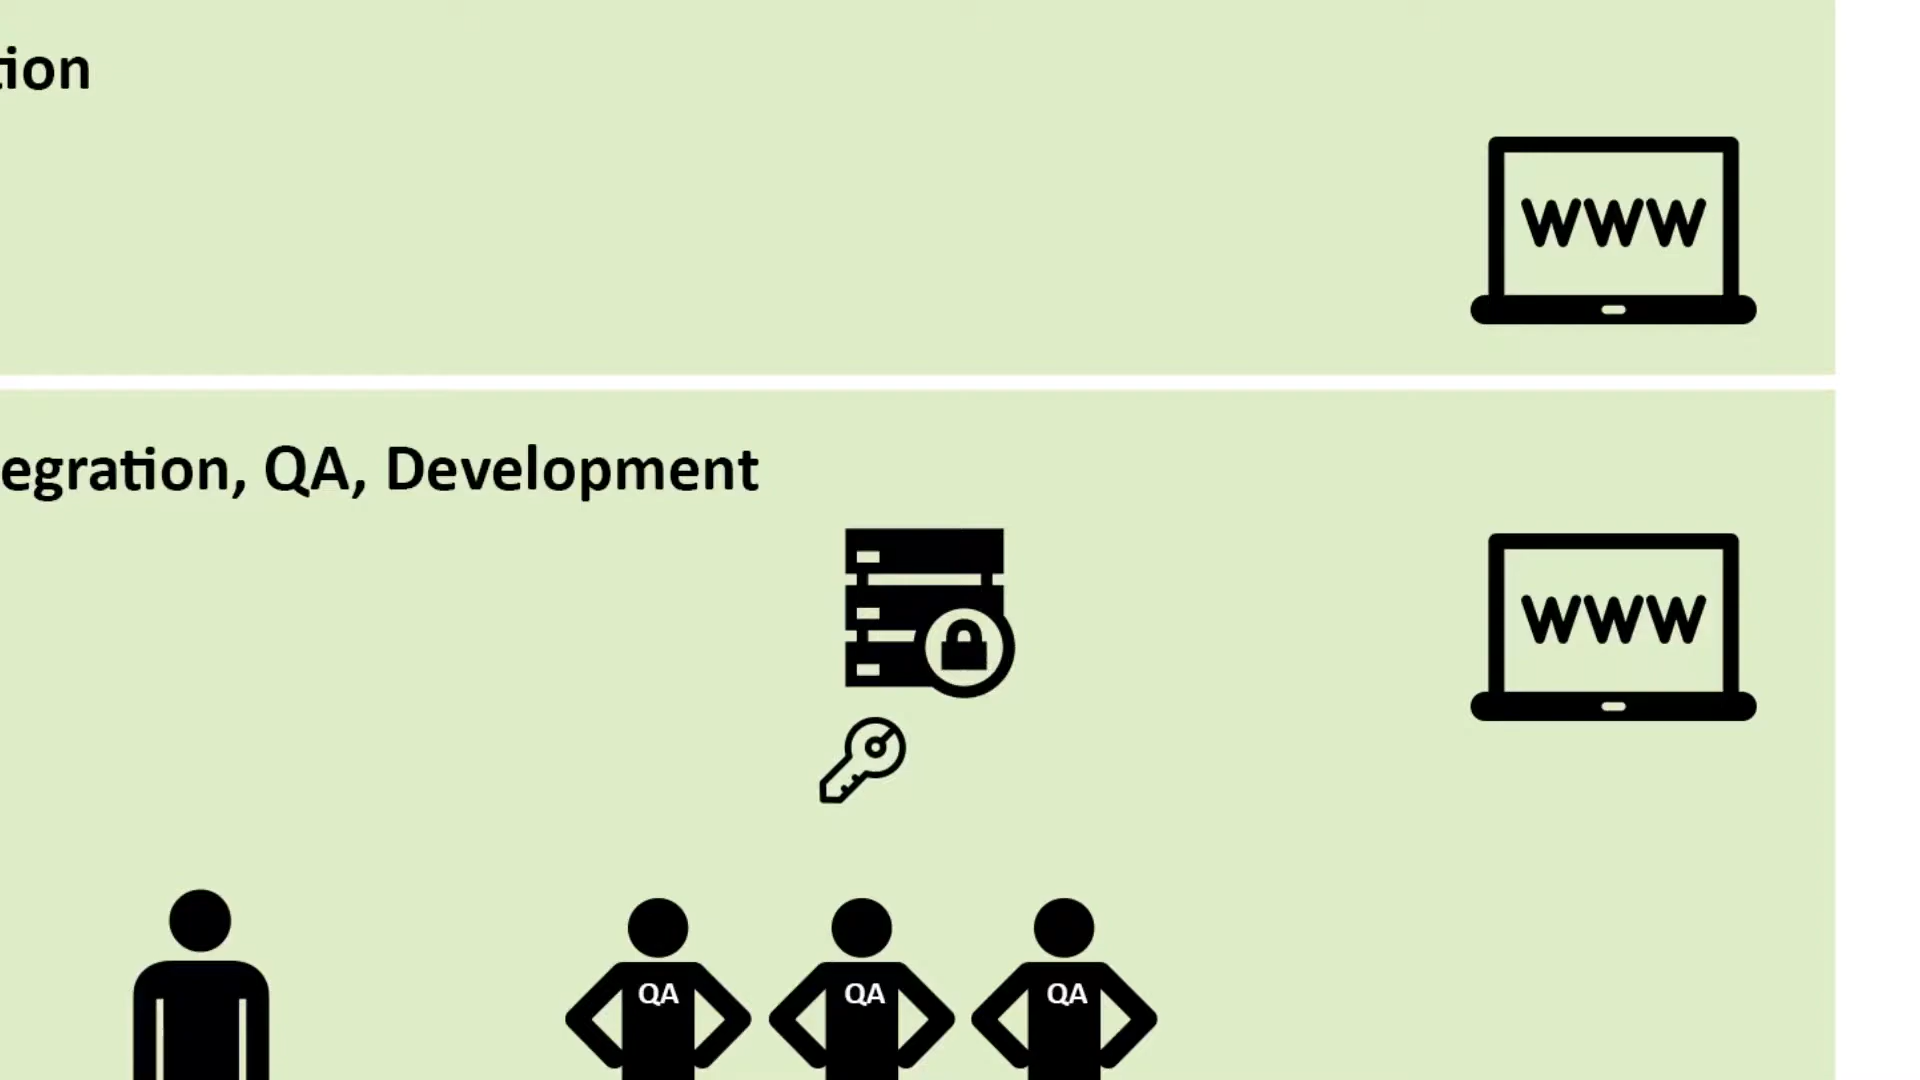 tion
WWW
egration, QA, Development
WWW
QA QA QA